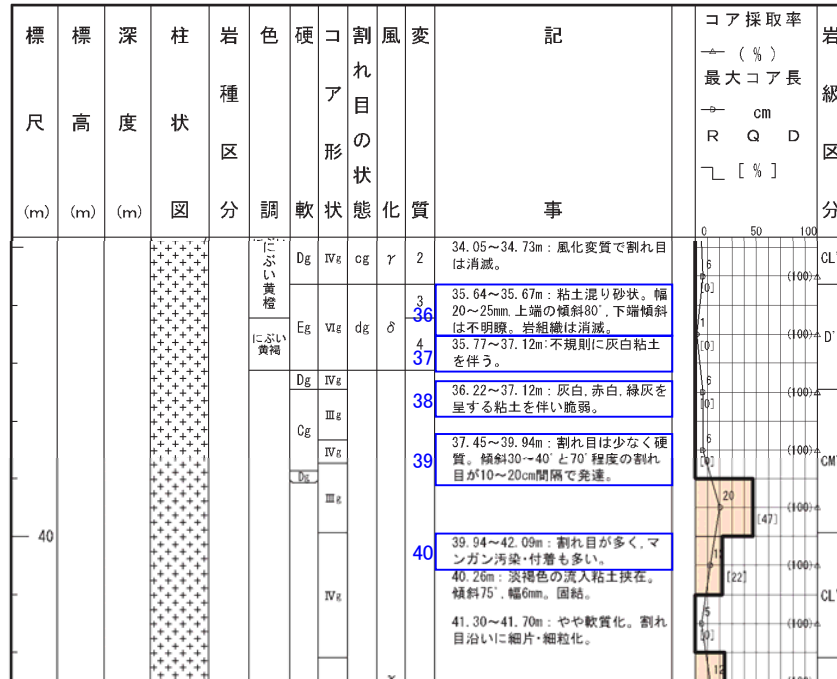 標尺(m)
標高(m)
深度(m)
柱状図
岩種区分
色調
硬軟
コア形状
割れ目の状態
風化
変質
記事
コア採取率
(%)
最大コア長
cm
RQD
[%]
岩級区分
0 50 100
にぶい黄橙
Dg Ⅳg cg γ 2
34.05~34.73m：風化変質で割れ目
は消滅。
6
[0]
(100)
CL
3
36
35.64~35.67m：粘土混り砂状。幅
20~25mm.上端の傾斜80゜,下端傾斜
は不明瞭。岩組織は消滅。
Eg Ⅵg dg δ
1
[0]
(100)
D
にぶい
黄褐
4
37
35.77~37.12m:不規則に灰白粘土
を伴う。
Dg Ⅳg
6
[0]
(100)
38
36.22~37.12m：灰白,赤白,緑灰を
呈する粘土を伴い脆弱。
Cg
Ⅲg
Ⅳg
39
37.45~39.94m：割れ目は少なく硬
質。傾斜30~40゜と70゜程度の割れ
目が10~20cm間隔で発達。
6
[0]
(100)
CM
Dg
Ⅲg
20
[47]
(100)
40
40
39.94~42.09m：割れ目が多く,マ
ンガン汚染・付着も多い。
[22]
(100)
CL
40.26m：淡褐色の流入粘土挟在。
傾斜75゜,幅6mm。固結。
Ⅳg
41.30~41.70m：やや軟質化。割れ
目沿いに細片・細粒化。
5
[0]
(100)
12